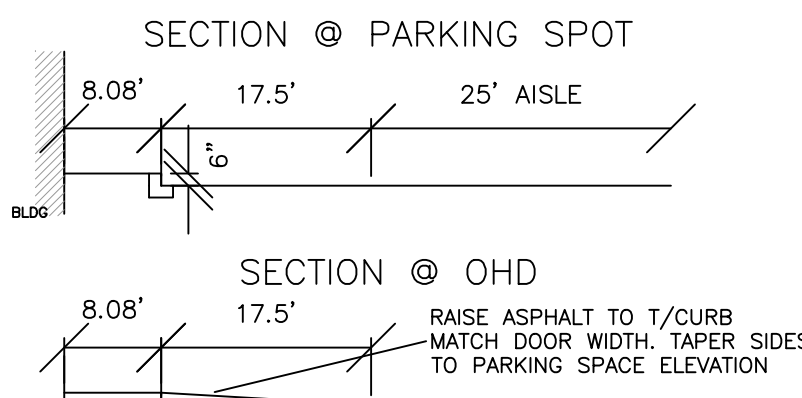 SECTION @ PARKING SPOT
8.08' 17.5' 25' AISLE
6"
BLDG
SECTION @ OHD
8.08' 17.5'
RAISE ASPHALT TO T/CURB
MATCH DOOR WIDTH. TAPER SIDES
TO PARKING SPACE ELEVATION